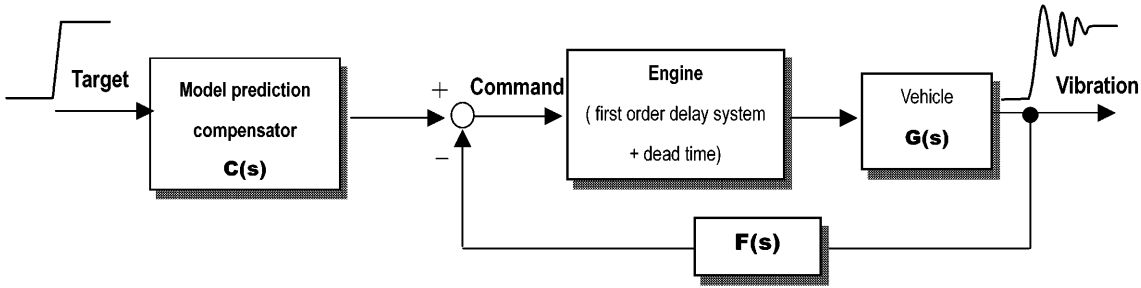 Target
Model prediction
compensator
C(s)
+
−
Command
Engine
( first order delay system
+ dead time)
Vehicle
G(s)
Vibration
F(s)